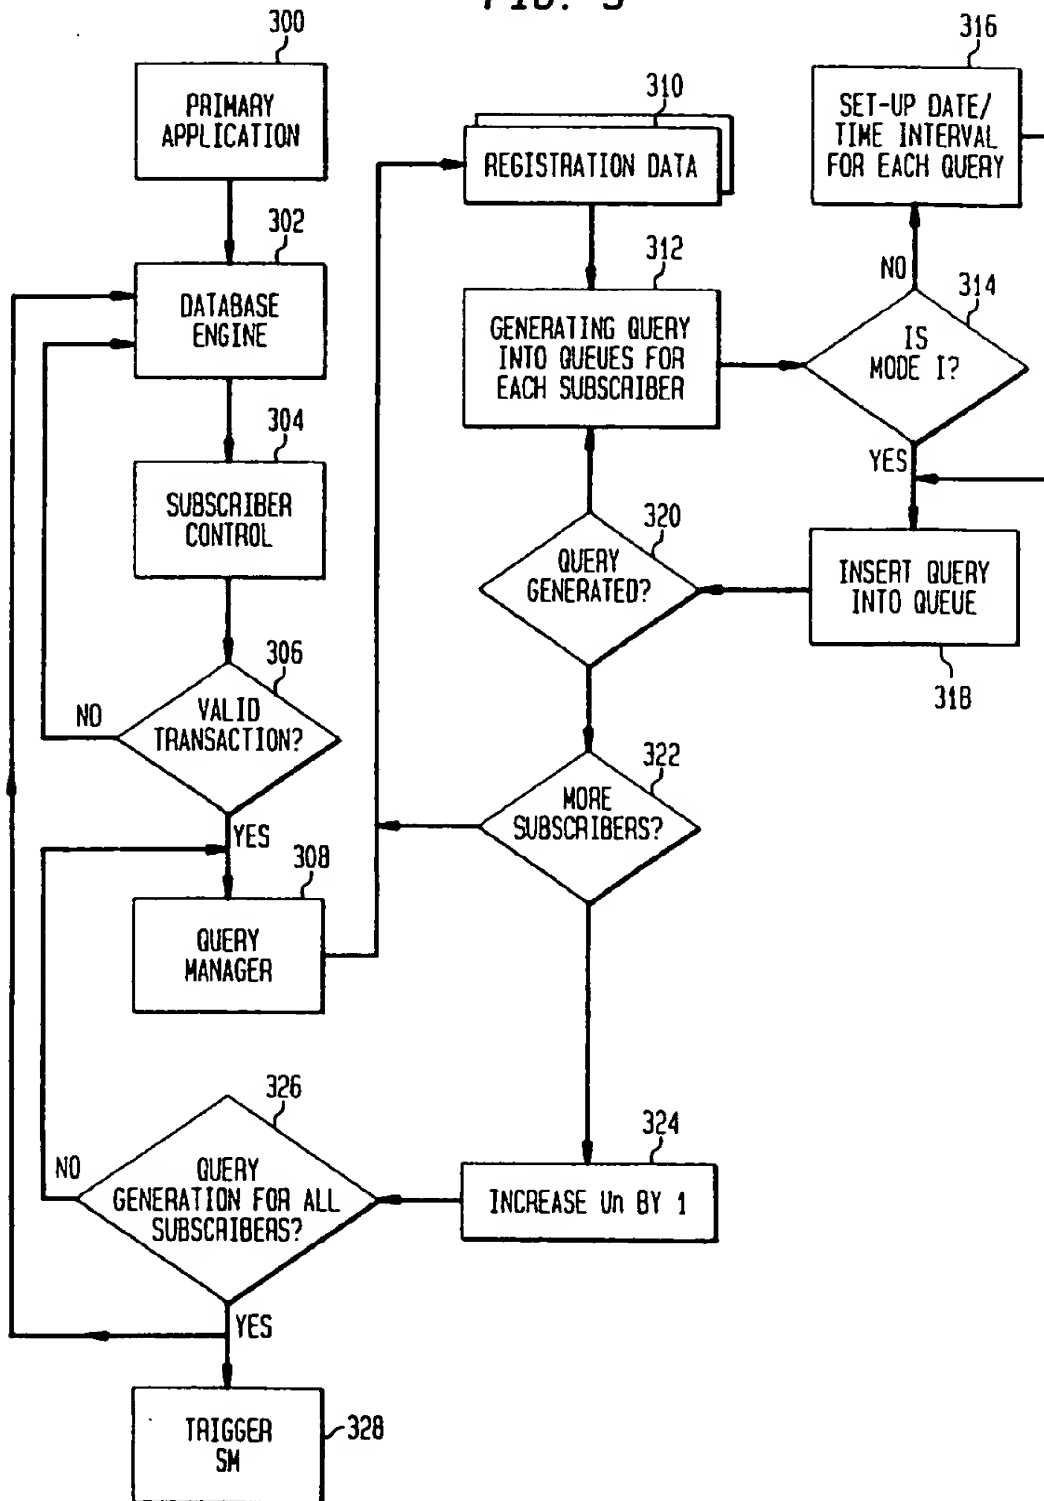 FIG. 3
300
PRIMARY
APPLICATION
302
DATABASE
ENGINE
304
SUBSCRIBER
CONTROL
306
VALID
TRANSACTION?
NO
YES
308
QUERY
MANAGER
310
REGISTRATION DATA
312
GENERATING QUERY
INTO QUEUES FOR
EACH SUBSCRIBER
314
IS
MODE I?
NO
YES
316
SET-UP DATE/
TIME INTERVAL
FOR EACH QUERY
INSERT QUERY
INTO QUEUE
318
320
QUERY
GENERATED?
322
MORE
SUBSCRIBERS?
324
INCREASE Un BY 1
326
QUERY
GENERATION FOR ALL
SUBSCRIBERS?
NO
YES
TRIGGER
SM
328